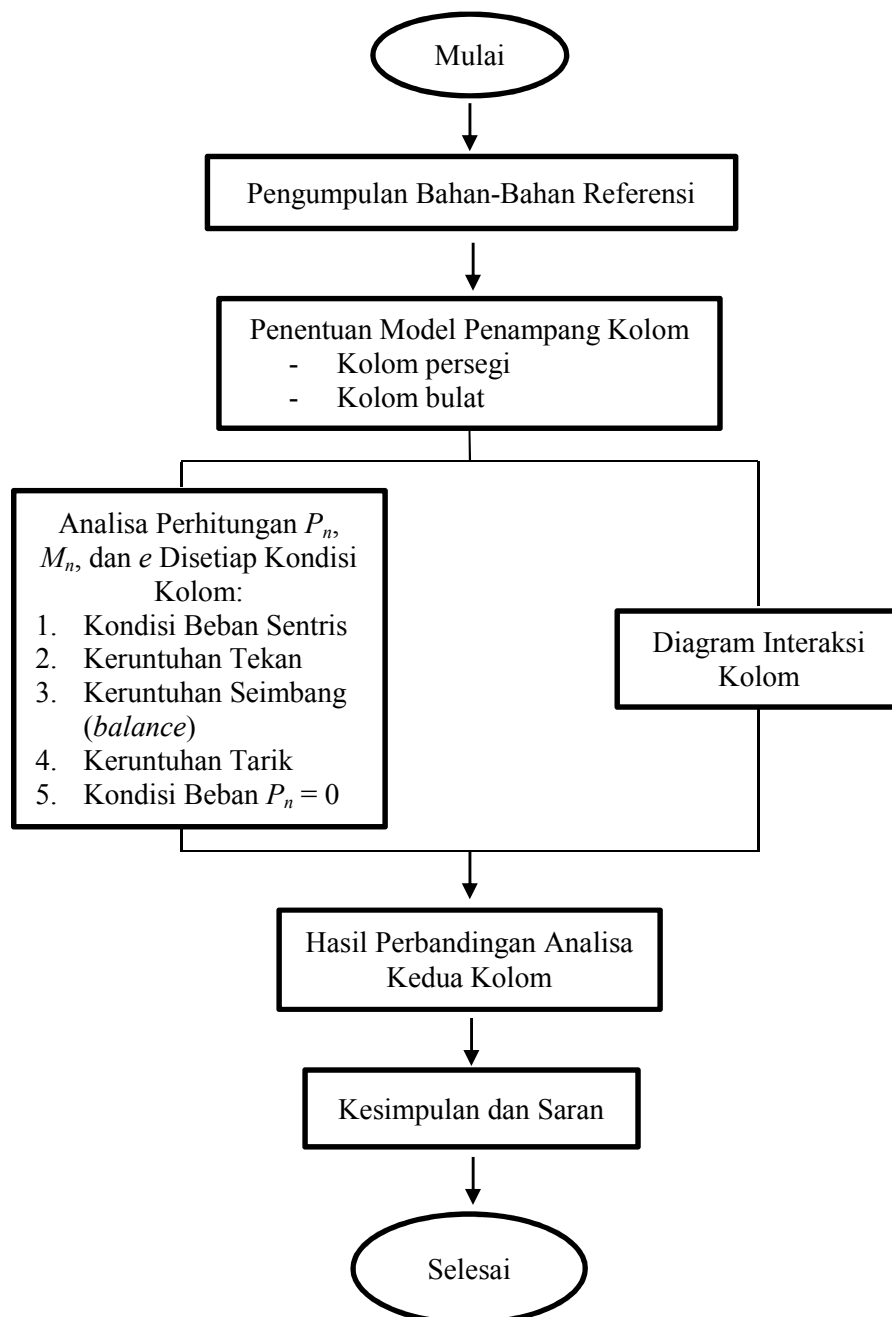 Mulai
Pengumpulan Bahan-Bahan Referensi
Penentuan Model Penampang Kolom
- Kolom persegi
- Kolom bulat
Analisa Perhitungan Pn,
Mn, dan e Disetiap Kondisi
Kolom:
1. Kondisi Beban Sentris
2. Keruntuhan Tekan
3. Keruntuhan Seimbang
(balance)
4. Keruntuhan Tarik
5. Kondisi Beban Pn = 0
Diagram Interaksi
Kolom
Hasil Perbandingan Analisa
Kedua Kolom
Kesimpulan dan Saran
Selesai